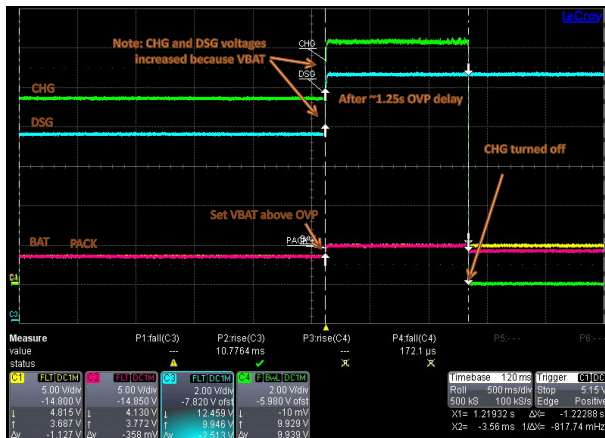 LeCroy
Note: CHG and DSG voltages
increased because VBAT
CHG
DSG
CHG
After ~1.25s OVP delay
DSG
CHG turned off
Set VBAT above OVP
BAT PACK
PACK
C1
C3
Measure P1:fall(C3) P2:rise(C3) P3:rise(C4) P4:fall(C4) P5:--- P6:---
value --- 10.7764 ms --- 172.1 µs
status
C1 FLT DC1M C2 FLT DC1M C3 FLT DC1M C4 F BwL DC1M Timebase 120 ms Trigger C1 DC
5.00 V/div 5.00 V/div 2.00 V/div 2.00 V/div Roll 500 ms/div Stop 5.15 V
-14.800 V -14.850 V -7.820 V ofst -5.980 V ofst 500 kS 100 kS/s Edge Positive
↓ 4.815 V ↓ 4.130 V ↓ 12.459 V ↓ -10 mV X1= 1.21932 s ΔX= -1.22288 s
↑ 3.687 V ↑ 3.772 V ↑ 9.946 V ↑ 9.929 V X2= -3.56 ms 1/ΔX= -817.74 mHz
Δy -1.127 V Δy -358 mV Δy -2.513 V Δy 9.939 V